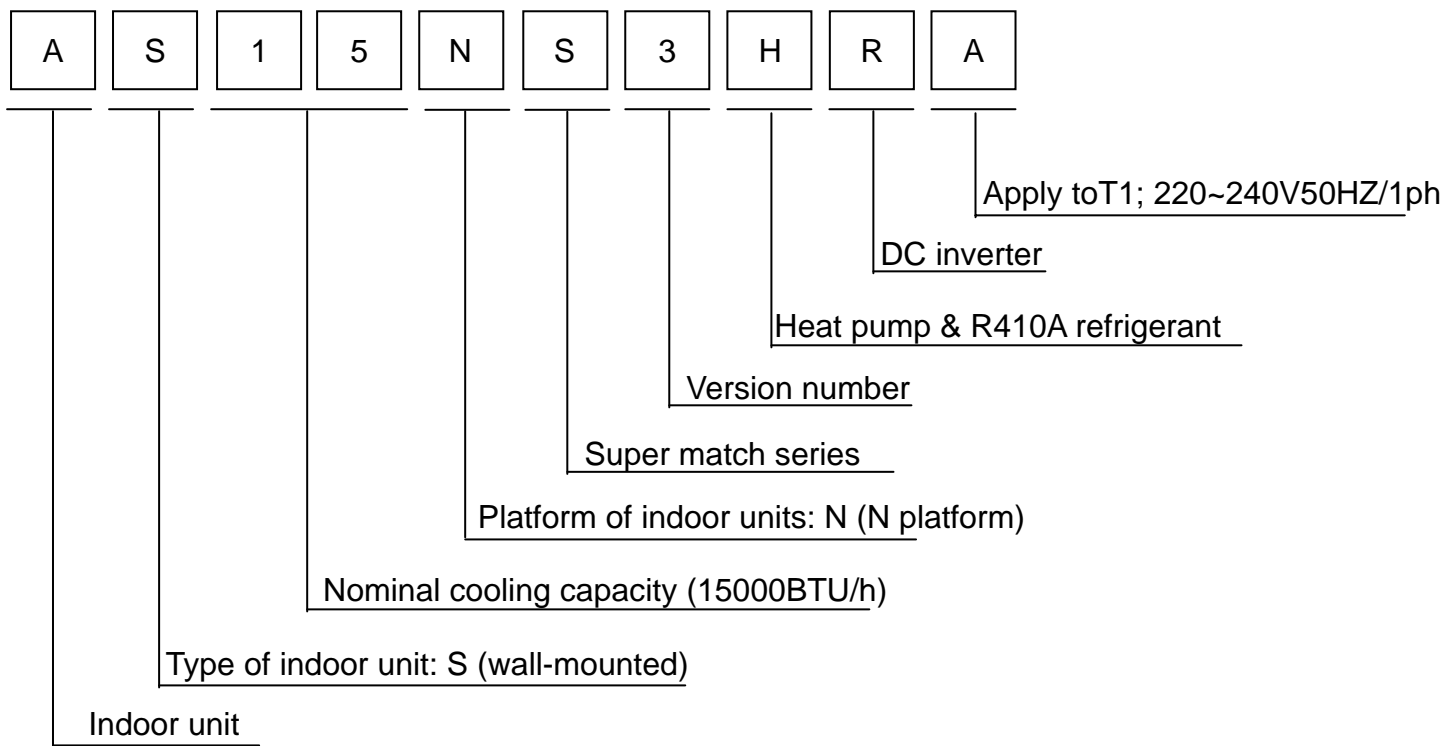 A S 1 5 N S 3 H R A
Apply toT1; 220~240V50HZ/1ph
DC inverter
Heat pump & R410A refrigerant
Version number
Super match series
Platform of indoor units: N (N platform)
Nominal cooling capacity (15000BTU/h)
Type of indoor unit: S (wall-mounted)
Indoor unit